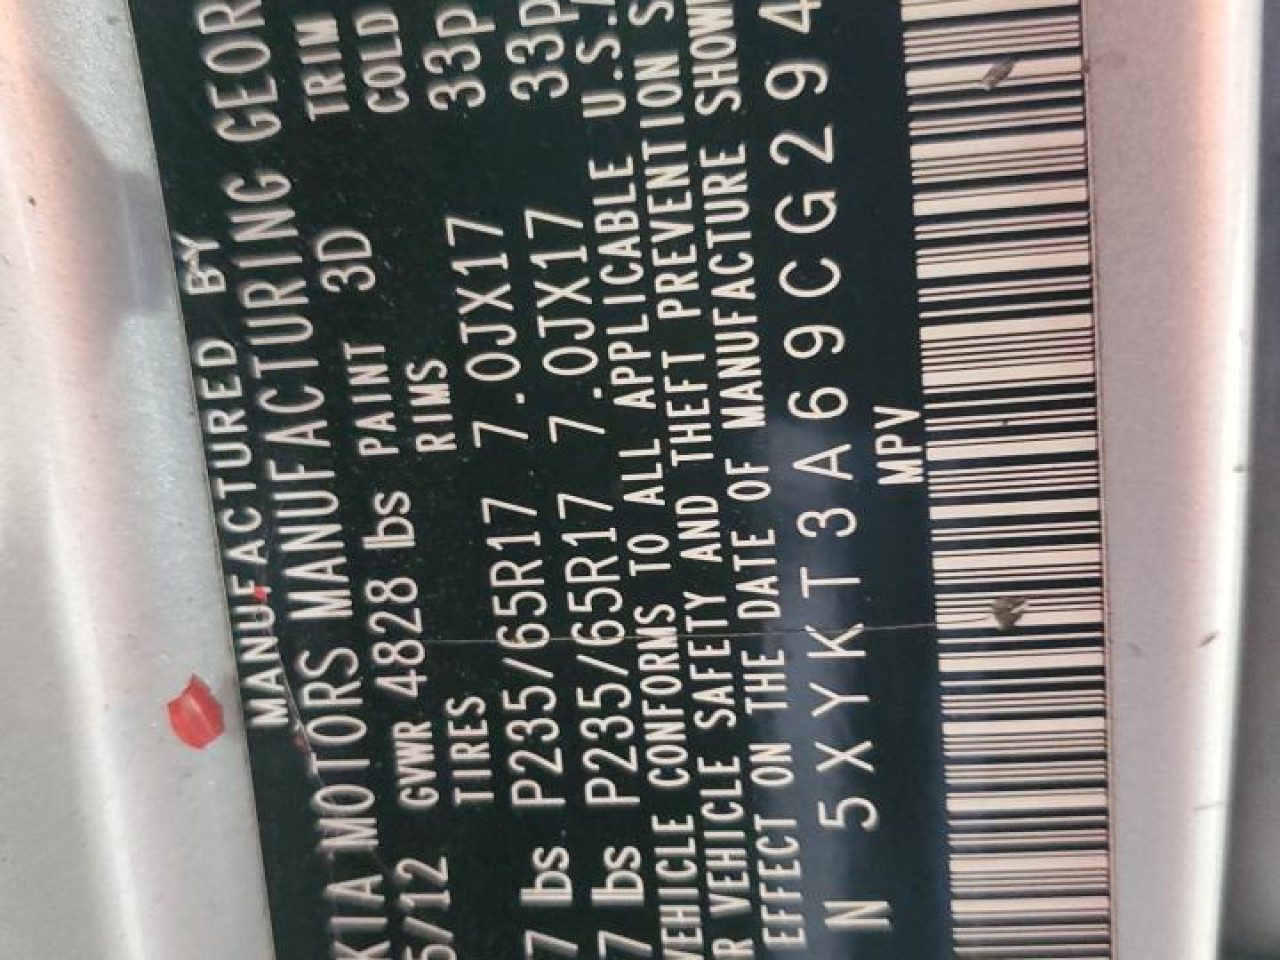 MANUFACTURED BY
KIA MOTORS MANUFACTURING GEOR
5/12 GVWR 4828 lbs PAINT 3D TRIM
TIRES RIMS COLD
7 lbs P235/65R17 7.0JX17 33p
7 lbs P235/65R17 7.0JX17 33p
VEHICLE CONFORMS TO ALL APPLICABLE U.S.A
R VEHICLE SAFETY AND THEFT PREVENTION S
EFFECT ON THE DATE OF MANUFACTURE SHOW
N 5XYKT3A69CG294
MPV